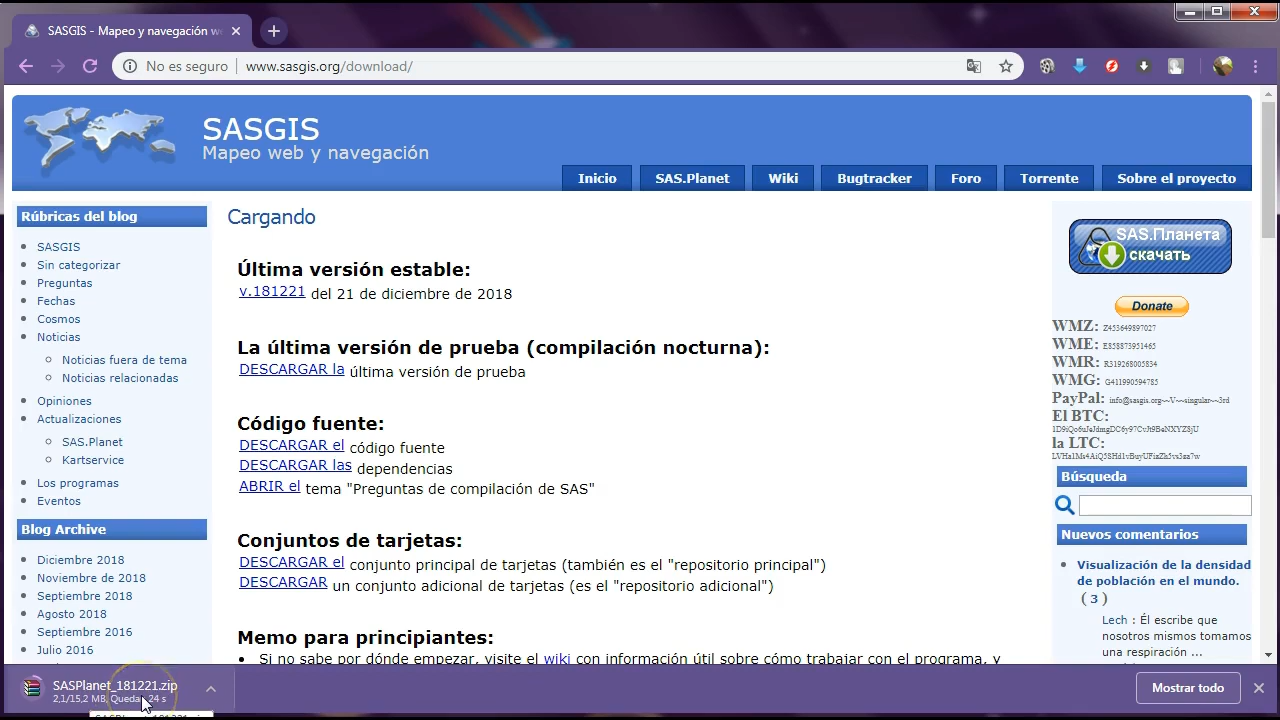 SASGIS - Mapeo y navegación w
No es seguro
www.sasgis.org/download/
SASGIS
Mapeo web y navegación
Inicio
SAS.Planet
Wiki
Bugtracker
Foro
Torrente
Sobre el proyecto
Rúbricas del blog
SASGIS
Sin categorizar
Preguntas
Fechas
Cosmos
Noticias
Noticias fuera de tema
Noticias relacionadas
Opiniones
Actualizaciones
SAS.Planet
Kartservice
Los programas
Eventos
Blog Archive
Diciembre 2018
Noviembre de 2018
Septiembre 2018
Agosto 2018
Septiembre 2016
Julio 2016
Cargando
Última versión estable:
v.181221 del 21 de diciembre de 2018
La última versión de prueba (compilación nocturna):
DESCARGAR la última versión de prueba
Código fuente:
DESCARGAR el código fuente
DESCARGAR las dependencias
ABRIR el tema "Preguntas de compilación de SAS"
Conjuntos de tarjetas:
DESCARGAR el conjunto principal de tarjetas (también es el "repositorio principal")
DESCARGAR un conjunto adicional de tarjetas (es el "repositorio adicional")
Memo para principiantes:
Si no sabe por dónde empezar, visite el wiki con información útil sobre cómo trabajar con el programa, y
SAS.Планета
скачать
Donate
WMZ: Z453649897027
WME: E858873951465
WMR: R319268005834
WMG: G411990594785
PayPal: info@sasgis.org~~V~~singular~~3rd
El BTC:
la LTC:
Búsqueda
Nuevos comentarios
Visualización de la densidad
de población en el mundo.
( 3 )
Lech : Él escribe que
nosotros mismos tomamos
una respiración ...
SASPlanet_181221.zip
2,1/15,2 MB, Quedan 24 s
Mostrar todo